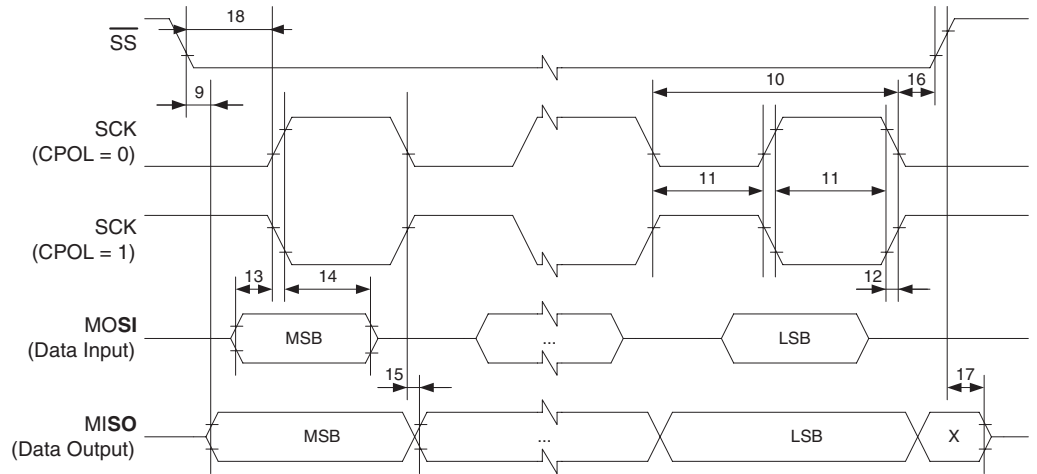 18
SS
10
16
9
SCK
(CPOL = 0)
11
11
SCK
(CPOL = 1)
13
14
12
MOSI
(Data Input)
MSB
...
LSB
15
17
MISO
(Data Output)
MSB
...
LSB
X